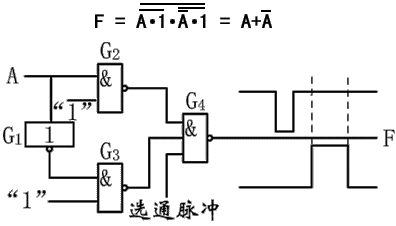 F = A•1•A•1 = A+A̅
G₂
A
&
"1"
G₄
G₁
1
&
F
G₃
&
"1"
选通脉冲